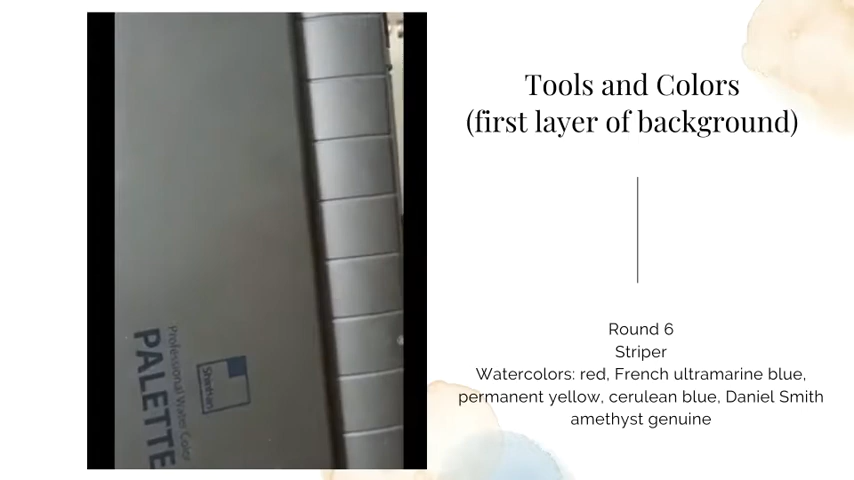 Tools and Colors
(first layer of background)
Round 6
Striper
Watercolors: red, French ultramarine blue,
permanent yellow, cerulean blue, Daniel Smith
amethyst genuine
ShinHan
Professional Water Color
PALETTE